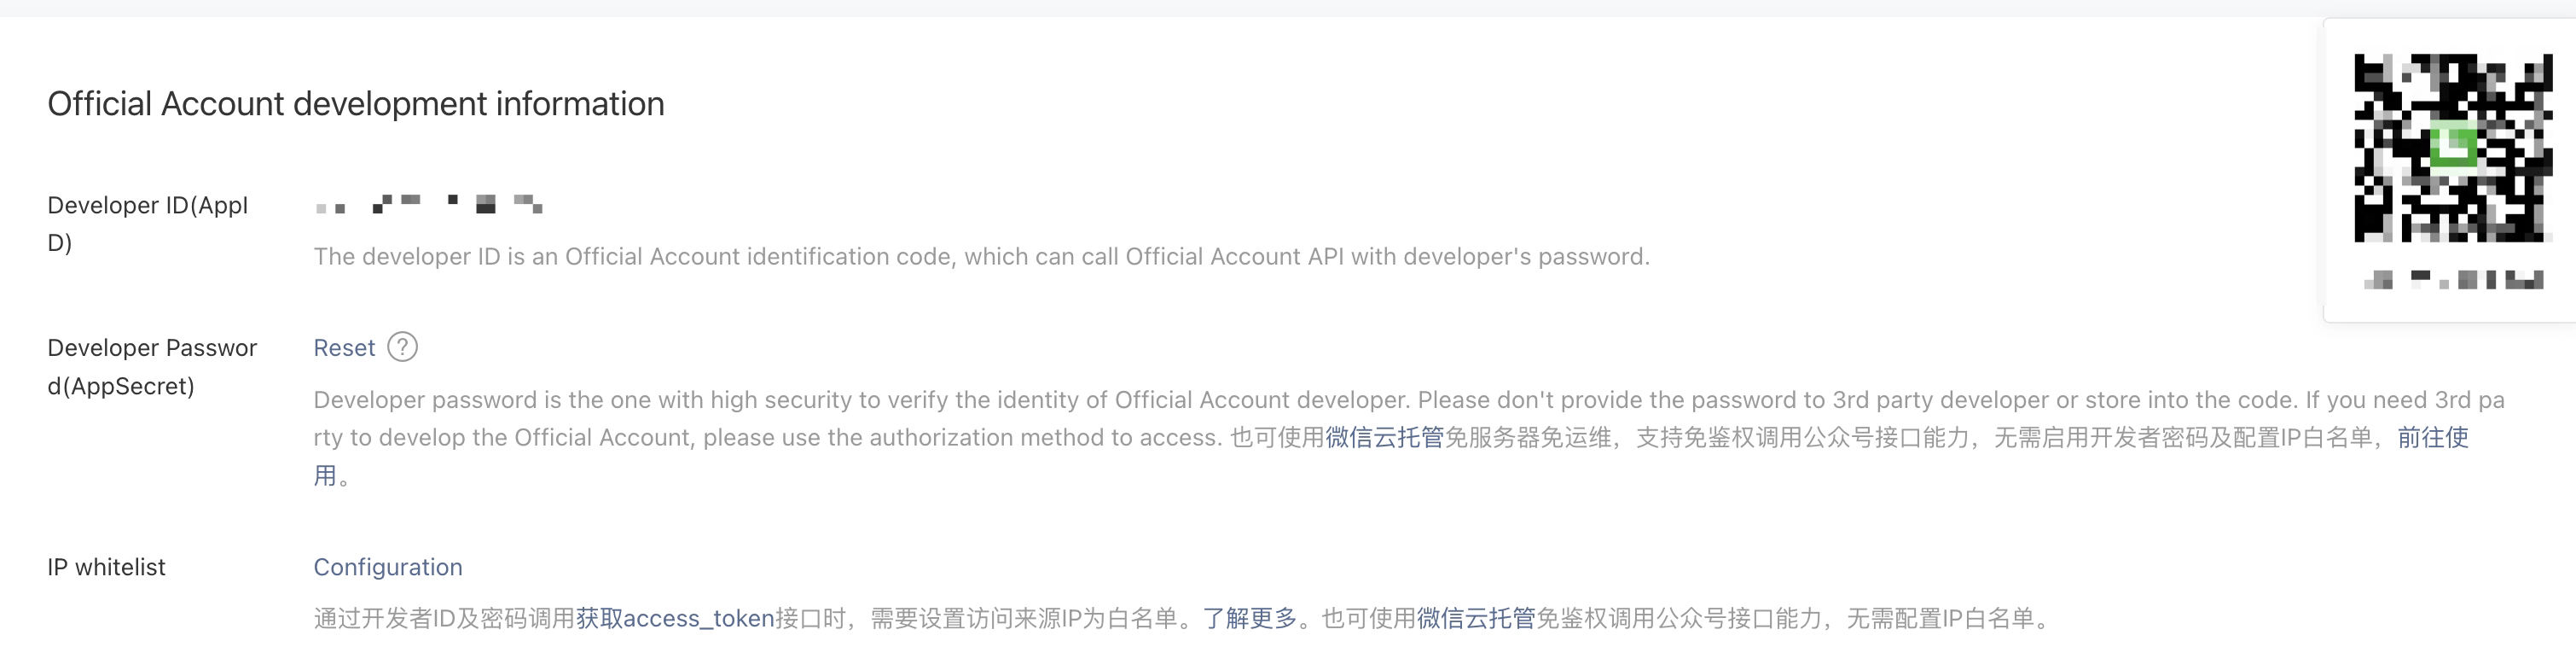 Official Account development information
Developer ID(AppI
D)
The developer ID is an Official Account identification code, which can call Official Account API with developer's password.
Developer Passwor
d(AppSecret)
Reset ?
Developer password is the one with high security to verify the identity of Official Account developer. Please don't provide the password to 3rd party developer or store into the code. If you need 3rd pa
rty to develop the Official Account, please use the authorization method to access. 也可使用微信云托管免服务器免运维，支持免鉴权调用公众号接口能力，无需启用开发者密码及配置IP白名单，前往使
用。
IP whitelist
Configuration
通过开发者ID及密码调用获取access_token接口时，需要设置访问来源IP为白名单。了解更多。也可使用微信云托管免鉴权调用公众号接口能力，无需配置IP白名单。